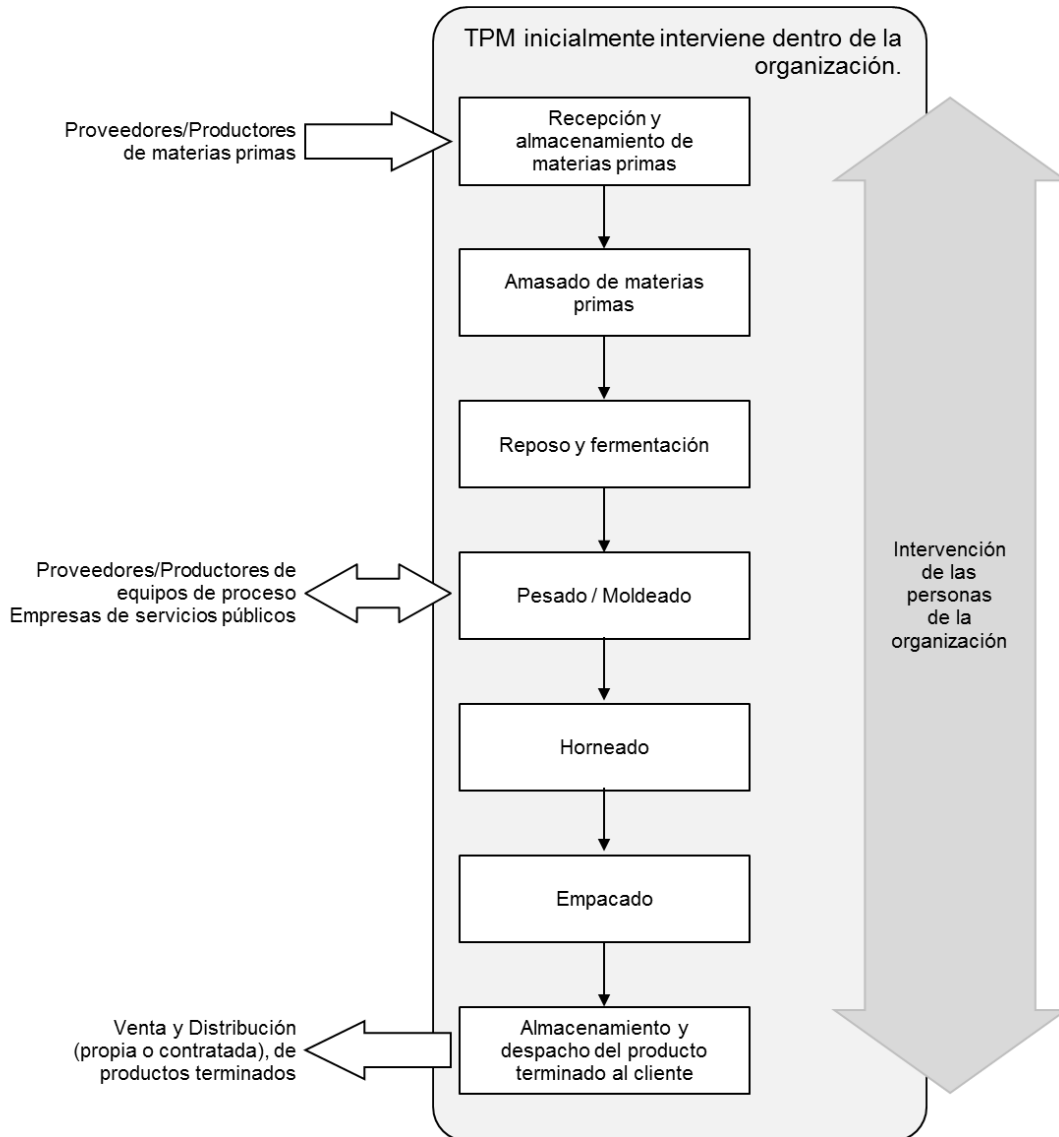 TPM inicialmente interviene dentro de la
organización.
Proveedores/Productores
de materias primas
Recepción y
almacenamiento de
materias primas
Amasado de materias
primas
Reposo y fermentación
Proveedores/Productores de
equipos de proceso
Empresas de servicios públicos
Pesado / Moldeado
Intervención
de las
personas
de la
organización
Horneado
Empacado
Venta y Distribución
(propia o contratada), de
productos terminados
Almacenamiento y
despacho del producto
terminado al cliente